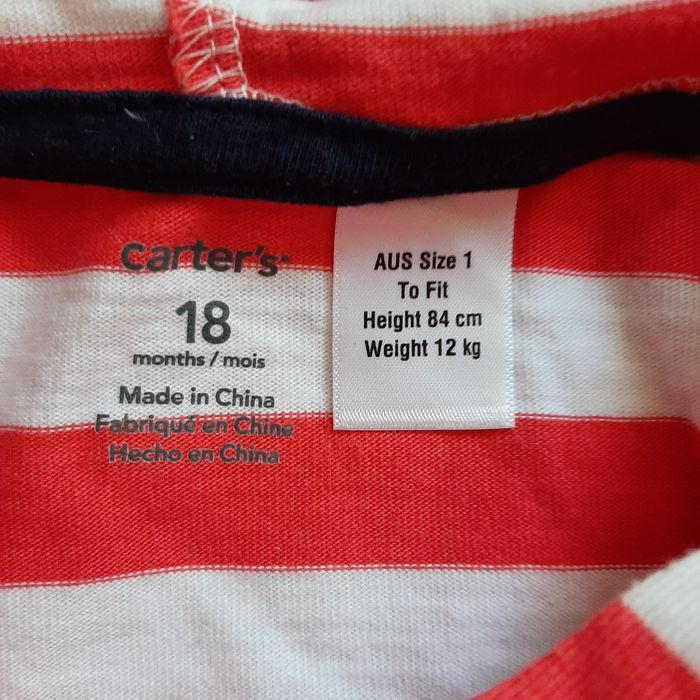 carter's
18
months / mois
Made in China
Fabriqué en Chine
Hecho en China
AUS Size 1
To Fit
Height 84 cm
Weight 12 kg